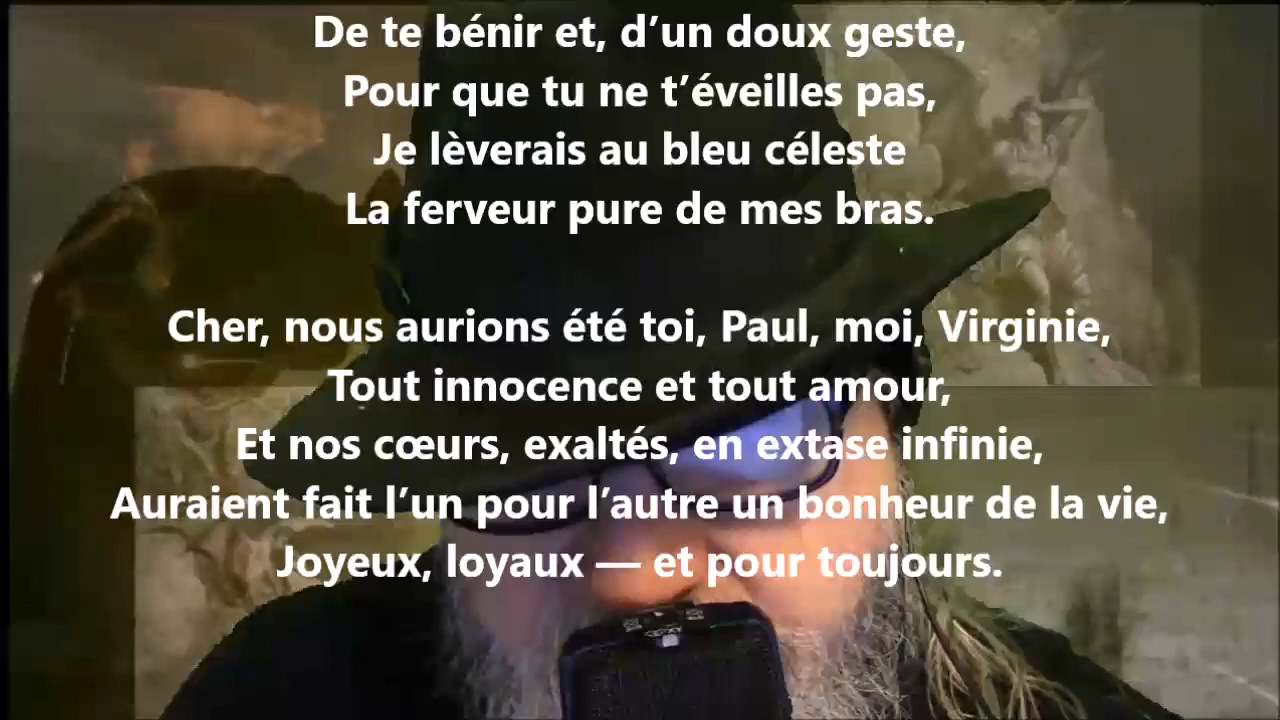 De te bénir et, d’un doux geste,
Pour que tu ne t’éveilles pas,
Je lèverais au bleu céleste
La ferveur pure de mes bras.
Cher, nous aurions été toi, Paul, moi, Virginie,
Tout innocence et tout amour,
Et nos cœurs, exaltés, en extase infinie,
Auraient fait l’un pour l’autre un bonheur de la vie,
Joyeux, loyaux — et pour toujours.